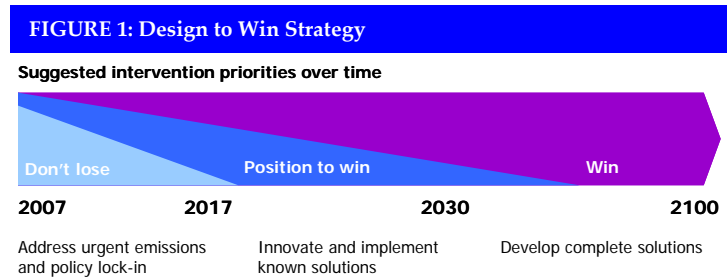 FIGURE 1: Design to Win Strategy
Suggested intervention priorities over time
Don't lose
Position to win
Win
2007
2017
2030
2100
Address urgent emissions
and policy lock-in
Innovate and implement
known solutions
Develop complete solutions